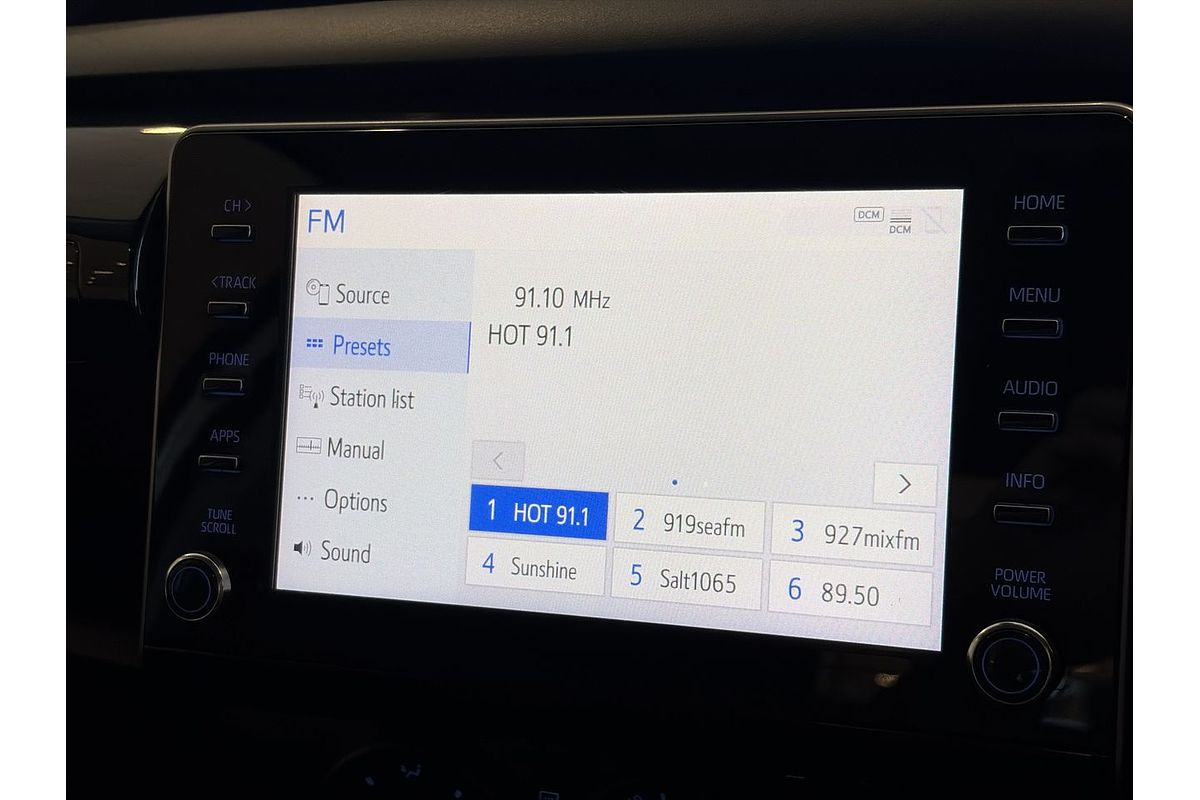 CH>
<TRACK
PHONE
APPS
TUNE
SCROLL
FM
DCM
DCM
Source
Presets
Station list
Manual
Options
Sound
91.10 MHz
HOT 91.1
<
>
1 HOT 91.1
2 919seafm
3 927mixfm
4 Sunshine
5 Salt1065
6 89.50
HOME
MENU
AUDIO
INFO
POWER
VOLUME